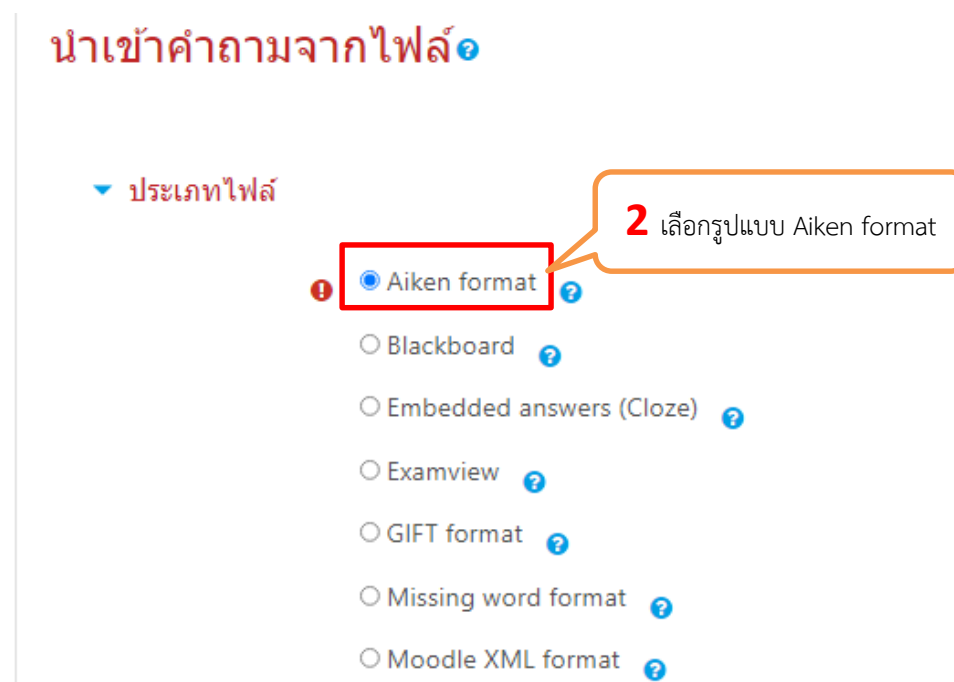 นำเข้าคำถามจากไฟล์
ประเภทไฟล์
2 เลือกรูปแบบ Aiken format
Aiken format
Blackboard
Embedded answers (Cloze)
Examview
GIFT format
Missing word format
Moodle XML format